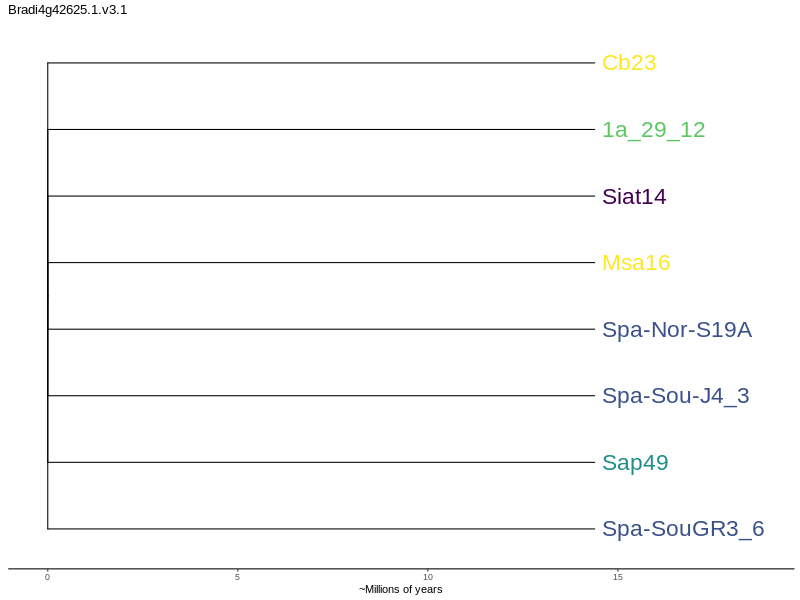 Bradi4g42625.1.v3.1
Cb23
1a_29_12
Siat14
Msa16
Spa-Nor-S19A
Spa-Sou-J4_3
Sap49
Spa-SouGR3_6
0 5 10 15
~Millions of years